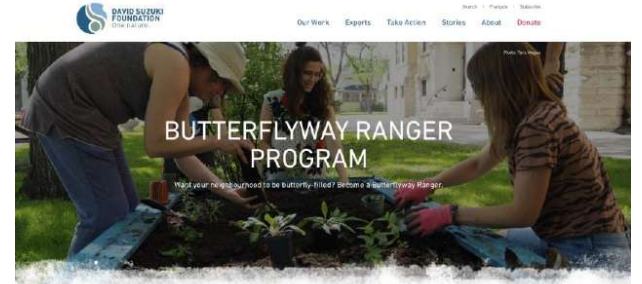 Search Français Subscribe
DAVID SUZUKI
FOUNDATION
One nature.
Our Work Experts Take Action Stories About Donate
BUTTERFLYWAY RANGER
PROGRAM
Want your neighbourhood to be butterfly-filled? Become a Butterflyway Ranger.